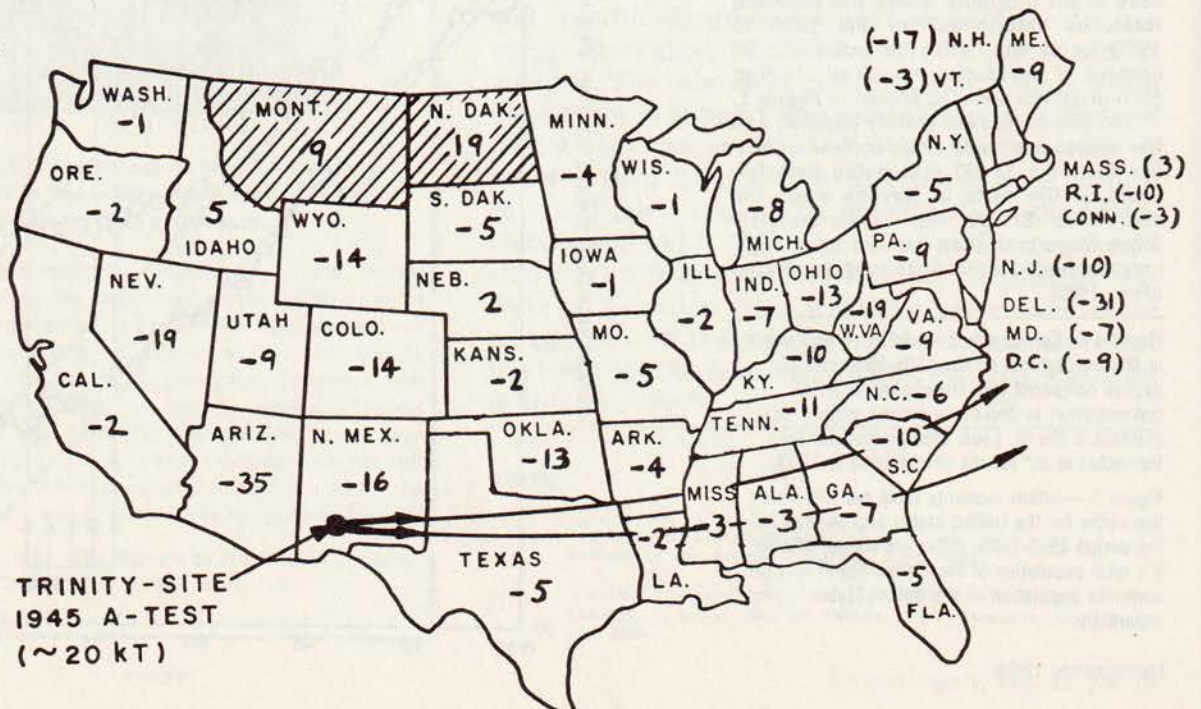 (-17) N.H.
(-3) VT.
ME.
-9
WASH.
-1
MONT.
9
N. DAK.
19
MINN.
-4
WIS.
-1
N.Y.
-5
MASS. (3)
R.I. (-10)
CONN. (-3)
ORE.
-2
5
IDAHO
WYO.
-14
S. DAK.
-5
-8
MICH.
PA.
-9
NEV.
-19
UTAH
-9
COLO.
-14
NEB.
2
IOWA
-1
ILL
-2
IND.
-7
OHIO
-13
-19
W.VA
VA.
-9
N.J. (-10)
DEL. (-31)
MD. (-7)
D.C. (-9)
CAL.
-2
KANS.
-2
MO.
-5
-10
KY.
ARIZ.
-35
N. MEX.
-16
OKLA.
-13
ARK.
-4
TENN.
-11
N.C. -6
-10
S.C
MISS
-3
ALA.
-3
GA.
-7
TEXAS
-5
-2
LA.
-5
FLA.
TRINITY-SITE
1945 A-TEST
(~20 KT)